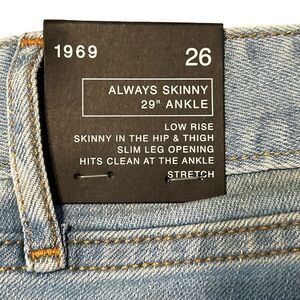 1969 26
ALWAYS SKINNY
29" ANKLE
LOW RISE
SKINNY IN THE HIP & THIGH
SLIM LEG OPENING
HITS CLEAN AT THE ANKLE
STRETCH